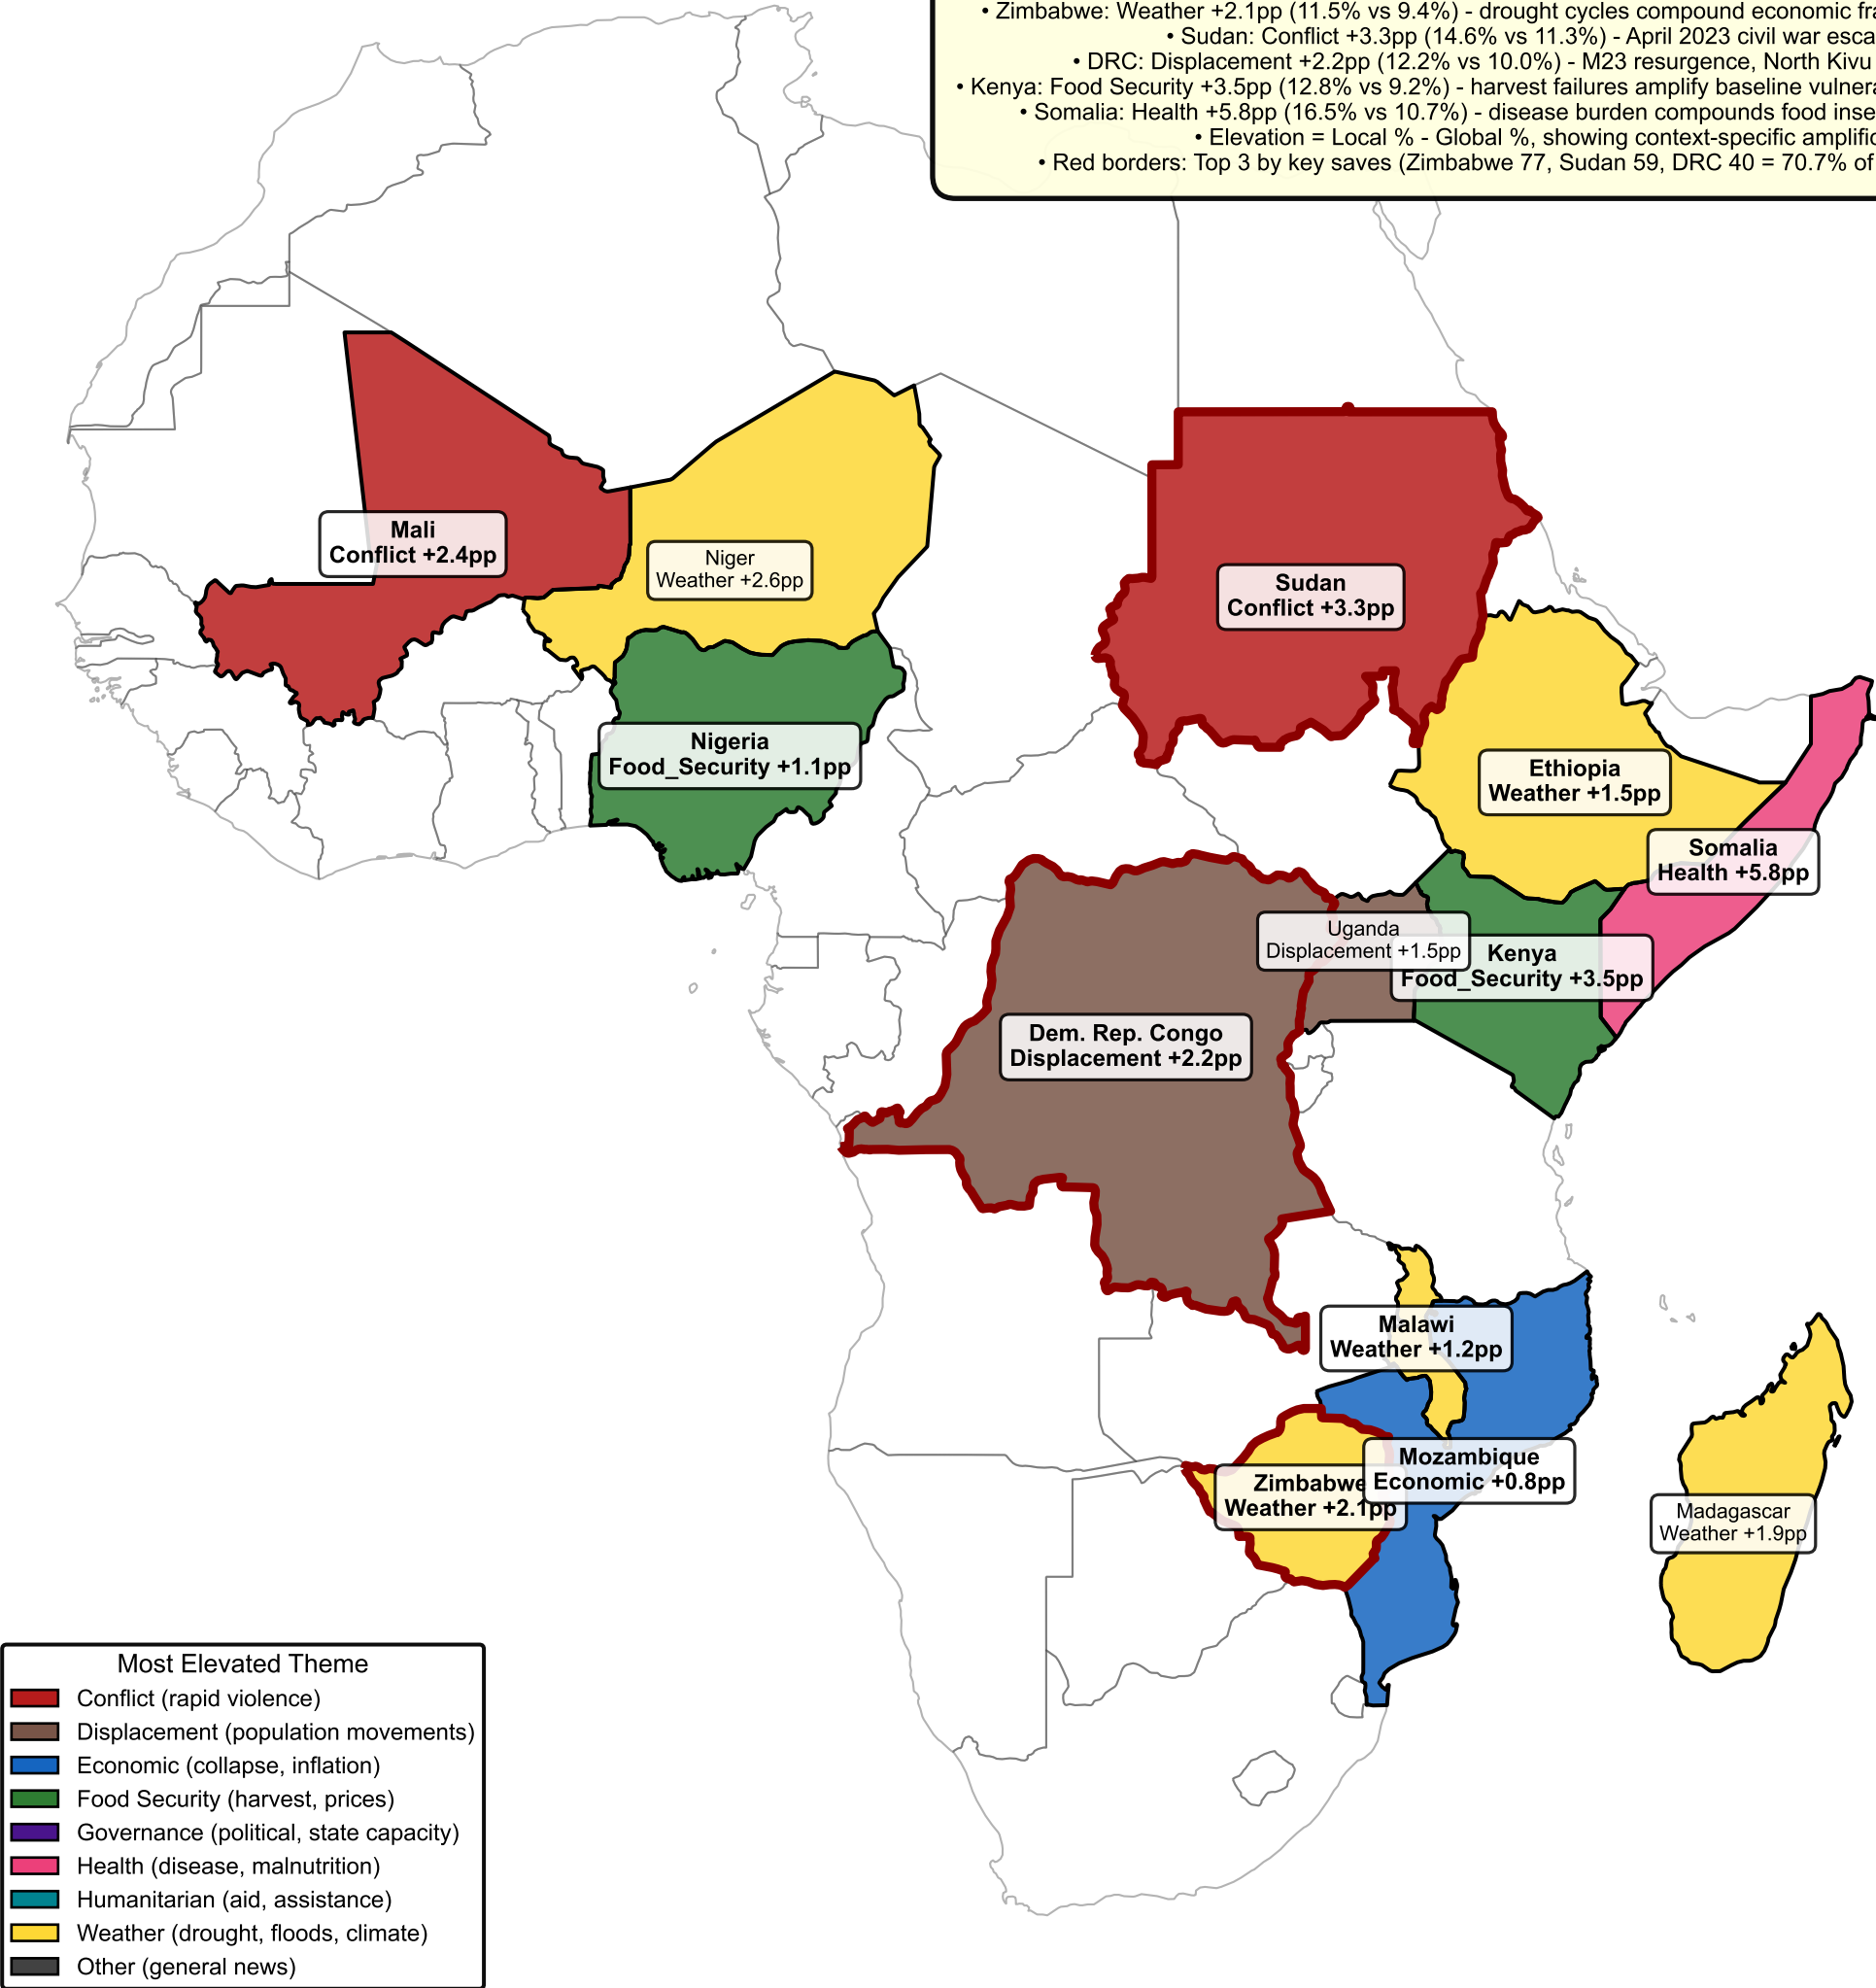 • Zimbabwe: Weather +2.1pp (11.5% vs 9.4%) - drought cycles compound economic
• Sudan: Conflict +3.3pp (14.6% vs 11.3%) - April 2023 civil war
• DRC: Displacement +2.2pp (12.2% vs 10.0%) - M23 resurgence, North Kivu
• Kenya: Food Security +3.5pp (12.8% vs 9.2%) - harvest failures amplify baseline
• Somalia: Health +5.8pp (16.5% vs 10.7%) - disease burden compounds food
• Elevation = Local % - Global %, showing context-specific
• Red borders: Top 3 by key saves (Zimbabwe 77, Sudan 59, DRC 40 = 70.7% of
Mali
Conflict +2.4pp
Niger
Weather +2.6pp
Sudan
Conflict +3.3pp
Nigeria
Food_Security +1.1pp
Ethiopia
Weather +1.5pp
Somalia
Health +5.8pp
Uganda
Displacement +1.5pp
Kenya
Food_Security +3.5pp
Dem. Rep. Congo
Displacement +2.2pp
Malawi
Weather +1.2pp
Mozambique
Economic +0.8pp
Zimbabwe
Weather +2.1pp
Madagascar
Weather +1.9pp
Most Elevated Theme
Conflict (rapid violence)
Displacement (population movements)
Economic (collapse, inflation)
Food Security (harvest, prices)
Governance (political, state capacity)
Health (disease, malnutrition)
Humanitarian (aid, assistance)
Weather (drought, floods, climate)
Other (general news)